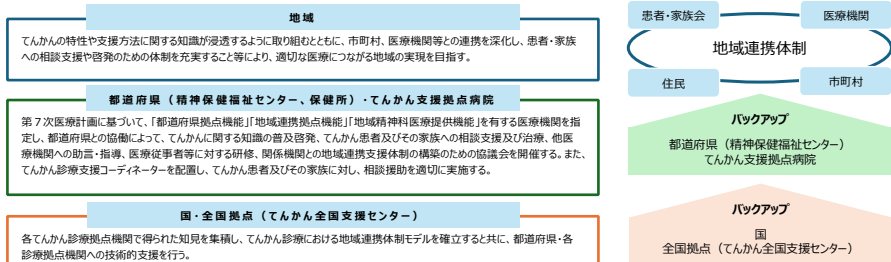 地域
てんかんの特性や支援方法に関する知識が浸透するように取り組むとともに、市町村、医療機関等との連携を深化し、患者・家族
への相談支援や啓発のための体制を充実すること等により、適切な医療につながる地域の実現を目指す。
都道府県（精神保健福祉センター、保健所）・てんかん支援拠点病院
第７次医療計画に基づいて、「都道府県拠点機能」「地域連携拠点機能」「地域精神科医療提供機能」を有する医療機関を指
定し、都道府県との協働によって、てんかんに関する知識の普及啓発、てんかん患者及びその家族への相談支援及び治療、他医
療機関への助言・指導、医療従事者等に対する研修、関係機関との地域連携支援体制の構築のための協議会を開催する。また、
てんかん診療支援コーディネーターを配置し、てんかん患者及びその家族に対し、相談援助を適切に実施する。
国・全国拠点（てんかん全国支援センター）
各てんかん診療拠点機関で得られた知見を集積し、てんかん診療における地域連携体制モデルを確立すると共に、都道府県・各
診療拠点機関への技術的支援を行う。
患者・家族会
医療機関
地域連携体制
住民
市町村
バックアップ
都道府県（精神保健福祉センター）
てんかん支援拠点病院
バックアップ
国
全国拠点（てんかん全国支援センター）